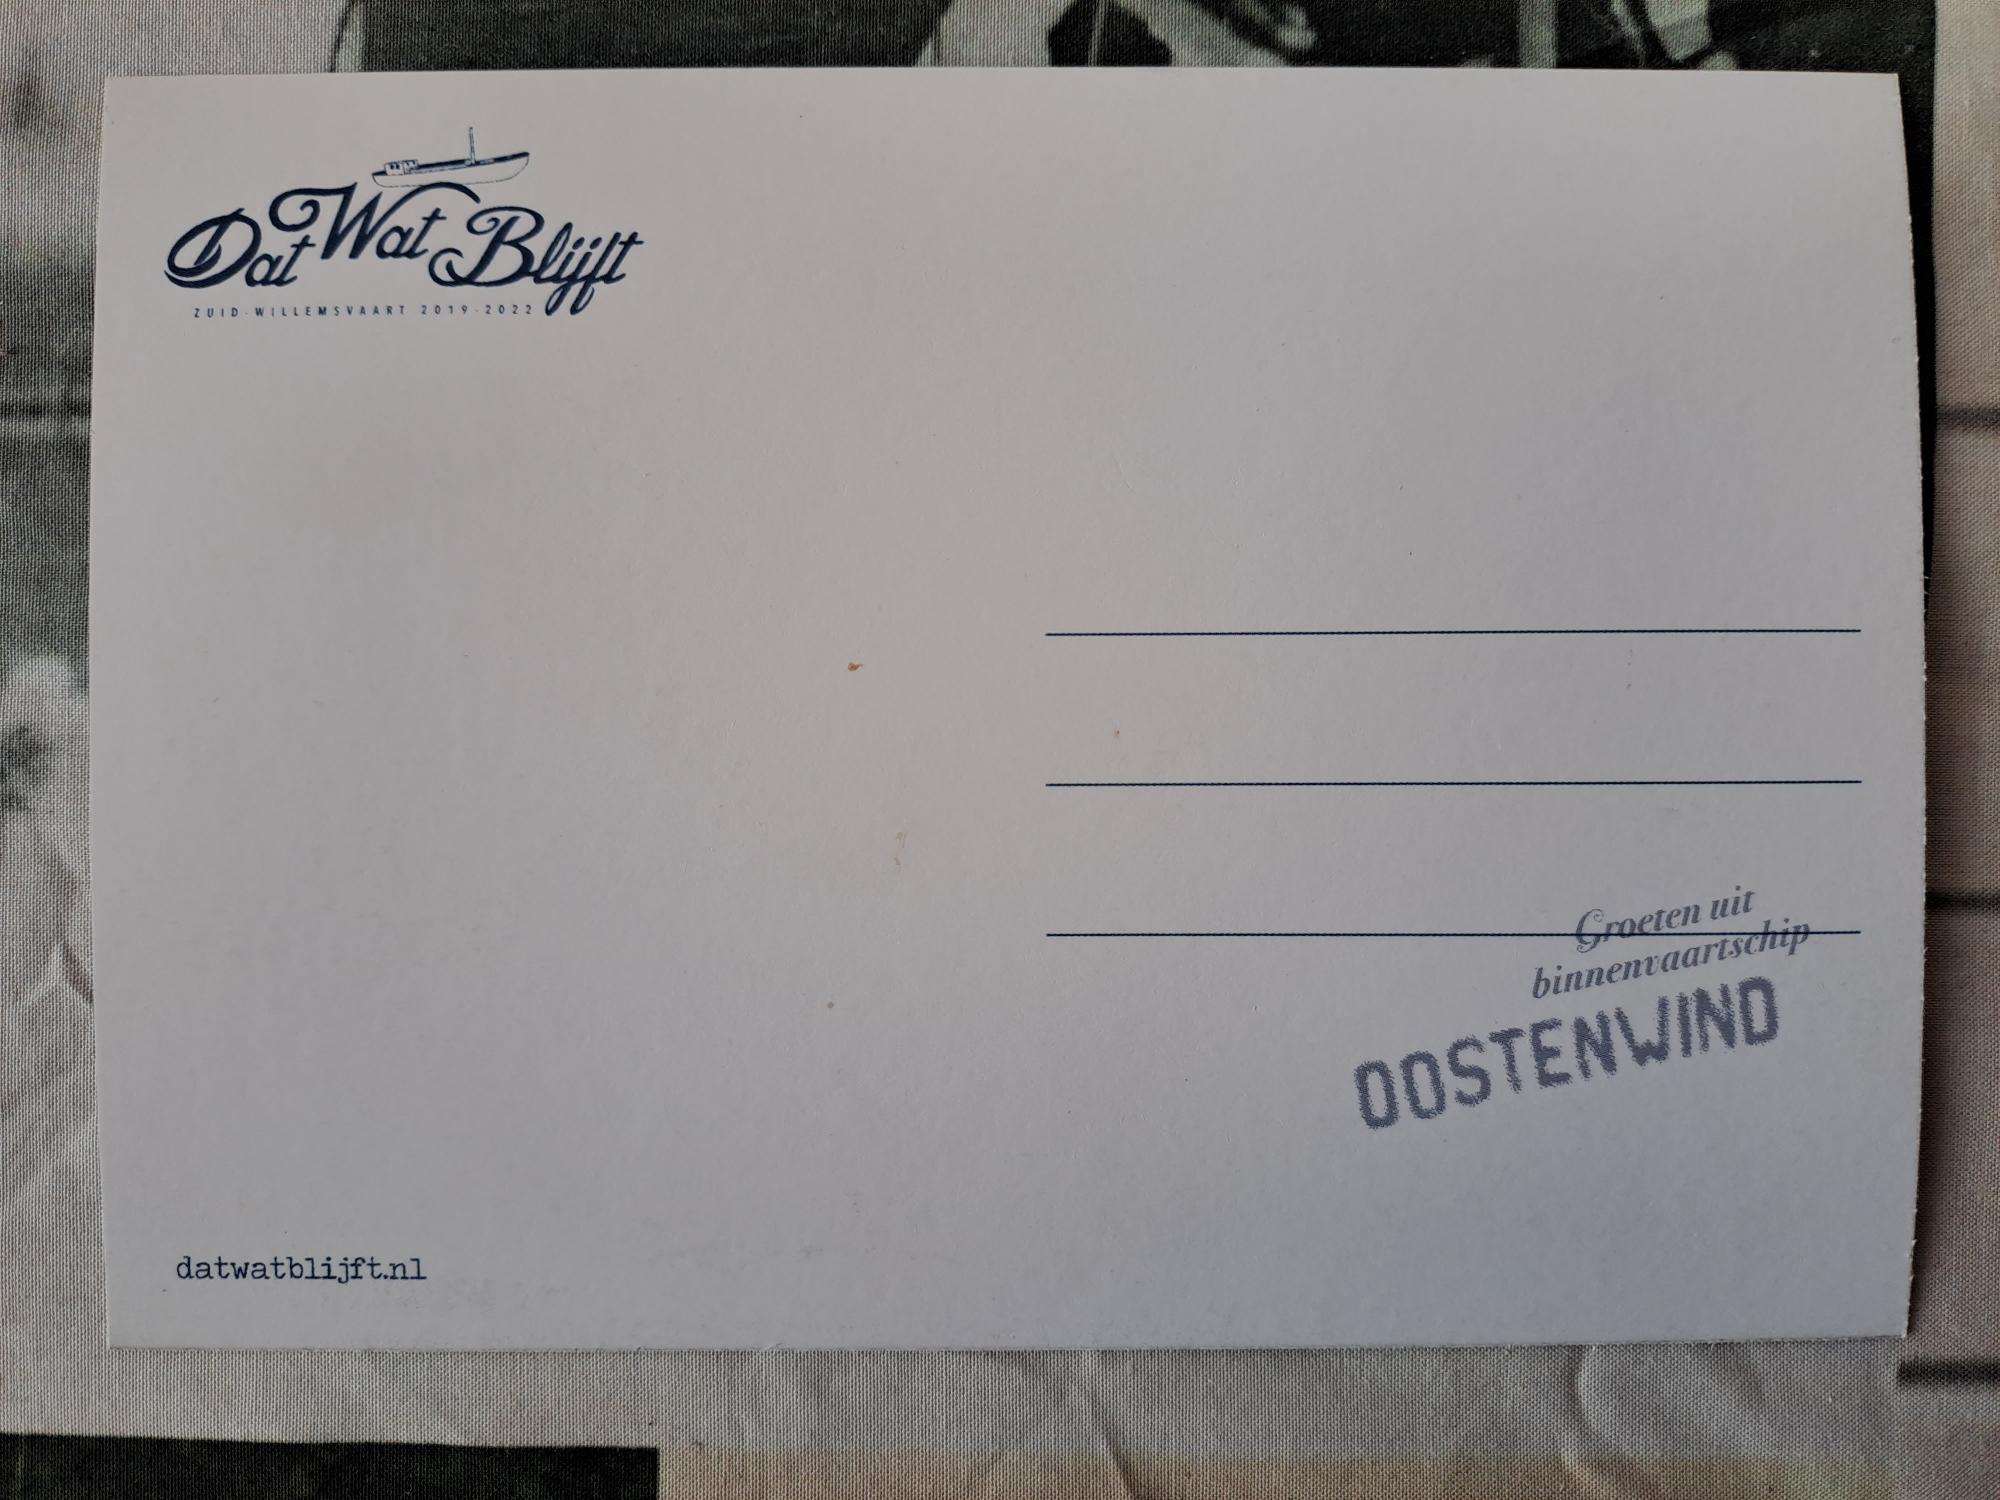 Dat Wat Blijft
ZUID-WILLEMSVAART 2019-2022
Groeten uit
binnenvaartschip
OOSTENWIND
datwatblijft.nl